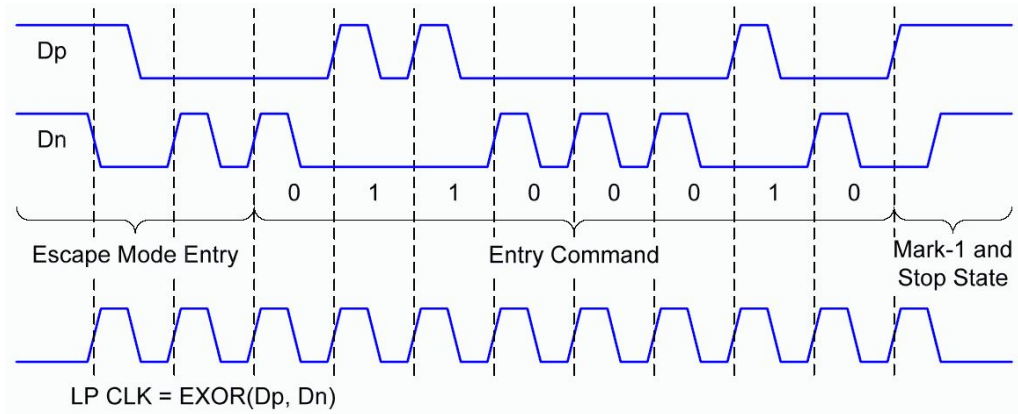 Dp
Dn
0 1 1 0 0 0 1 0
Escape Mode Entry
Entry Command
Mark-1 and
Stop State
LP CLK = EXOR(Dp, Dn)